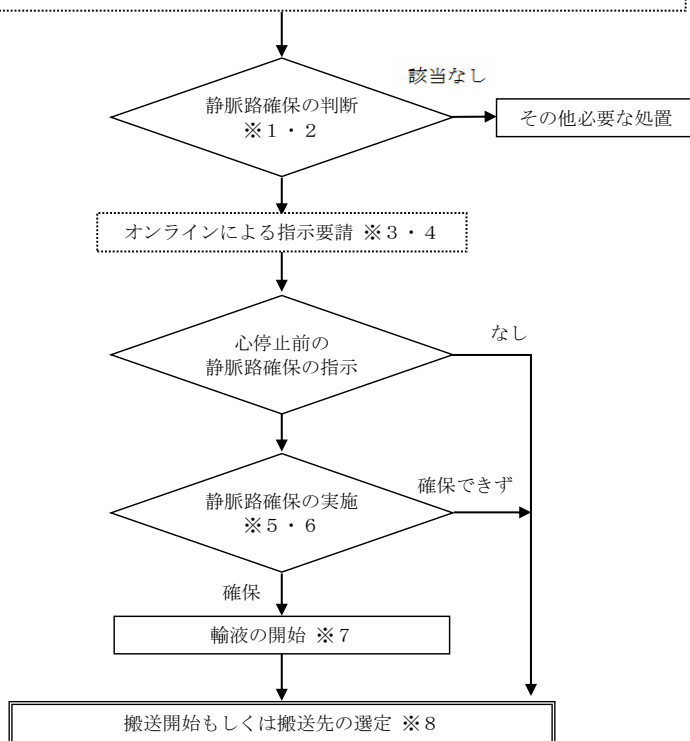 該当なし
静脈路確保の判断
※1・2
その他必要な処置
オンラインによる指示要請 ※3・4
心停止前の
静脈路確保の指示
なし
静脈路確保の実施
※5・6
確保できず
確保
輸液の開始 ※7
搬送開始もしくは搬送先の選定 ※8